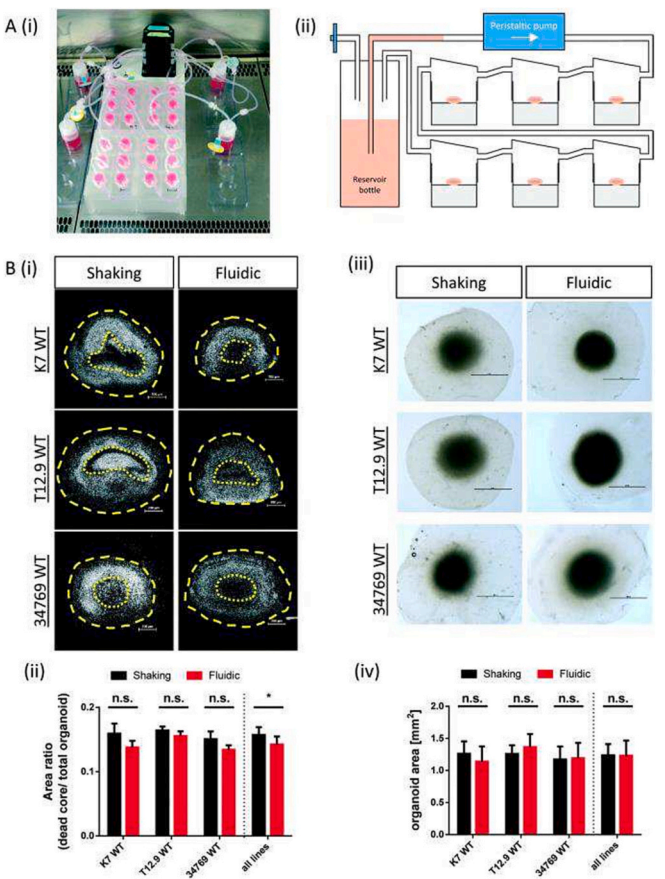 A (i)
(ii)
Peristaltic pump
Reservoir
bottle
B (i)
Shaking
Fluidic
K7 WT
T12.9 WT
34769 WT
(iii)
Shaking
Fluidic
K7 WT
T12.9 WT
34769 WT
(ii)
Shaking
Fluidic
n.s.
n.s.
n.s.
*
0.2
0.1
0.0
Area ratio
(dead core/ total organoid)
K7 WT
T12.9 WT
34769 WT
all lines
(iv)
Shaking
Fluidic
n.s.
n.s.
n.s.
n.s.
2.0
1.5
1.0
0.5
0.0
organoid area [mm²]
K7 WT
T12.9 WT
34769 WT
all lines